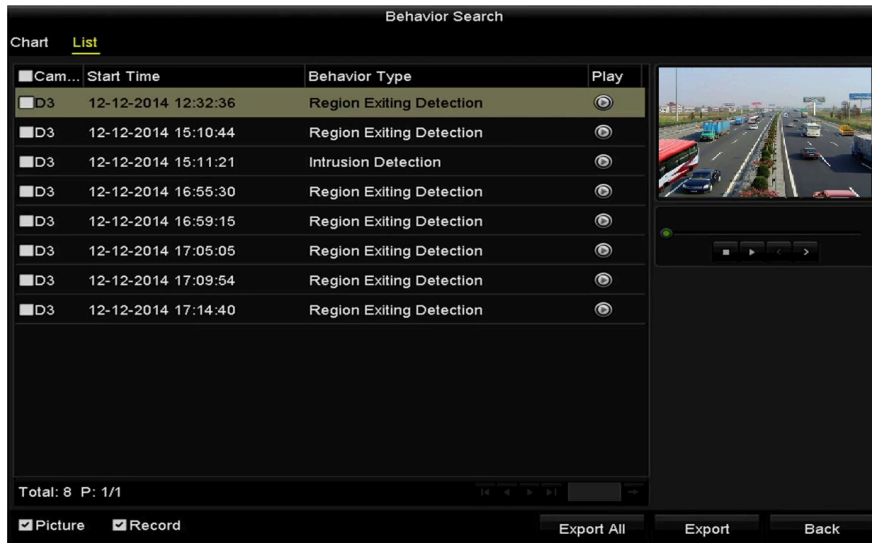 Behavior Search
Chart List
Cam... Start Time Behavior Type Play
D3 12-12-2014 12:32:36 Region Exiting Detection
D3 12-12-2014 15:10:44 Region Exiting Detection
D3 12-12-2014 15:11:21 Intrusion Detection
D3 12-12-2014 16:55:30 Region Exiting Detection
D3 12-12-2014 16:59:15 Region Exiting Detection
D3 12-12-2014 17:05:05 Region Exiting Detection
D3 12-12-2014 17:09:54 Region Exiting Detection
D3 12-12-2014 17:14:40 Region Exiting Detection
Total: 8 P: 1/1
Picture Record Export All Export Back